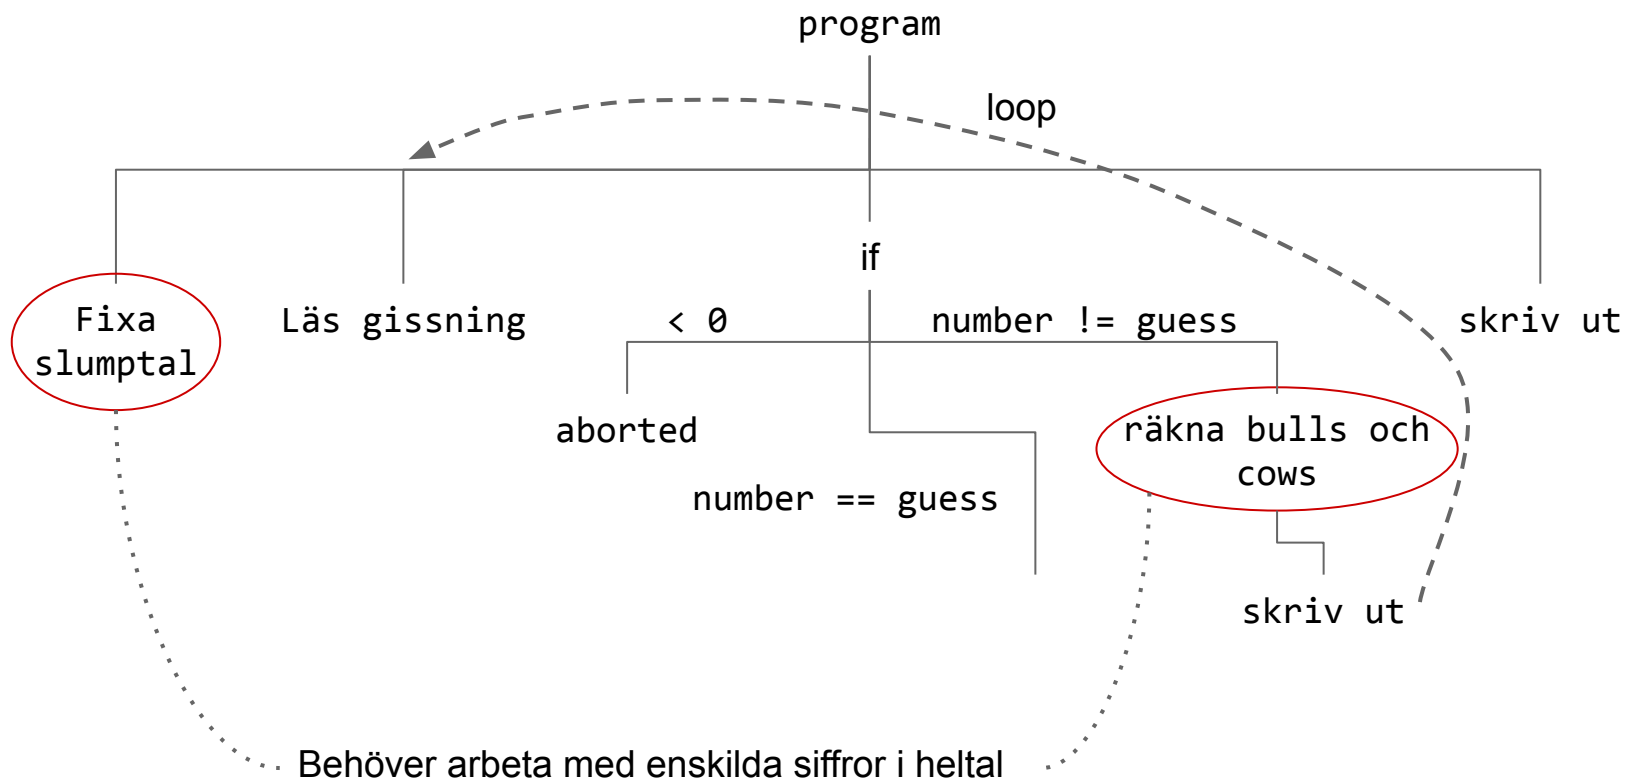 program
loop
if
Fixa
slumptal
Läs gissning
< 0
number != guess
skriv ut
aborted
räkna bulls och
cows
number == guess
skriv ut
Behöver arbeta med enskilda siffror i heltal